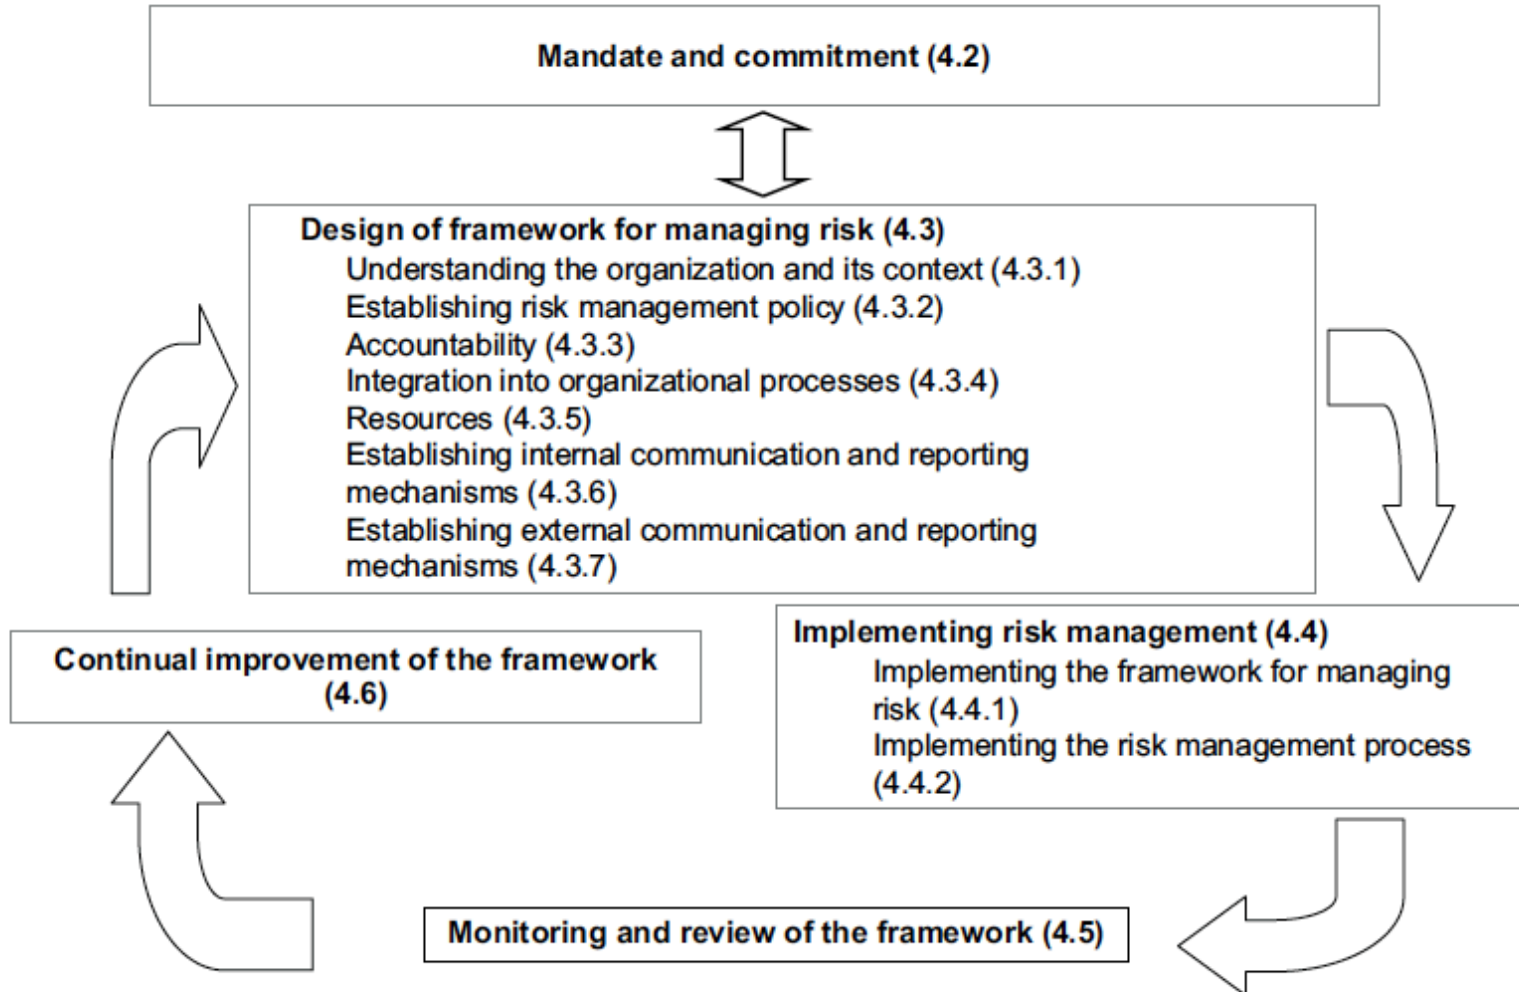 Mandate and commitment (4.2)
Design of framework for managing risk (4.3)
Understanding the organization and its context (4.3.1)
Establishing risk management policy (4.3.2)
Accountability (4.3.3)
Integration into organizational processes (4.3.4)
Resources (4.3.5)
Establishing internal communication and reporting
mechanisms (4.3.6)
Establishing external communication and reporting
mechanisms (4.3.7)
Implementing risk management (4.4)
Implementing the framework for managing
risk (4.4.1)
Implementing the risk management process
(4.4.2)
Continual improvement of the framework
(4.6)
Monitoring and review of the framework (4.5)